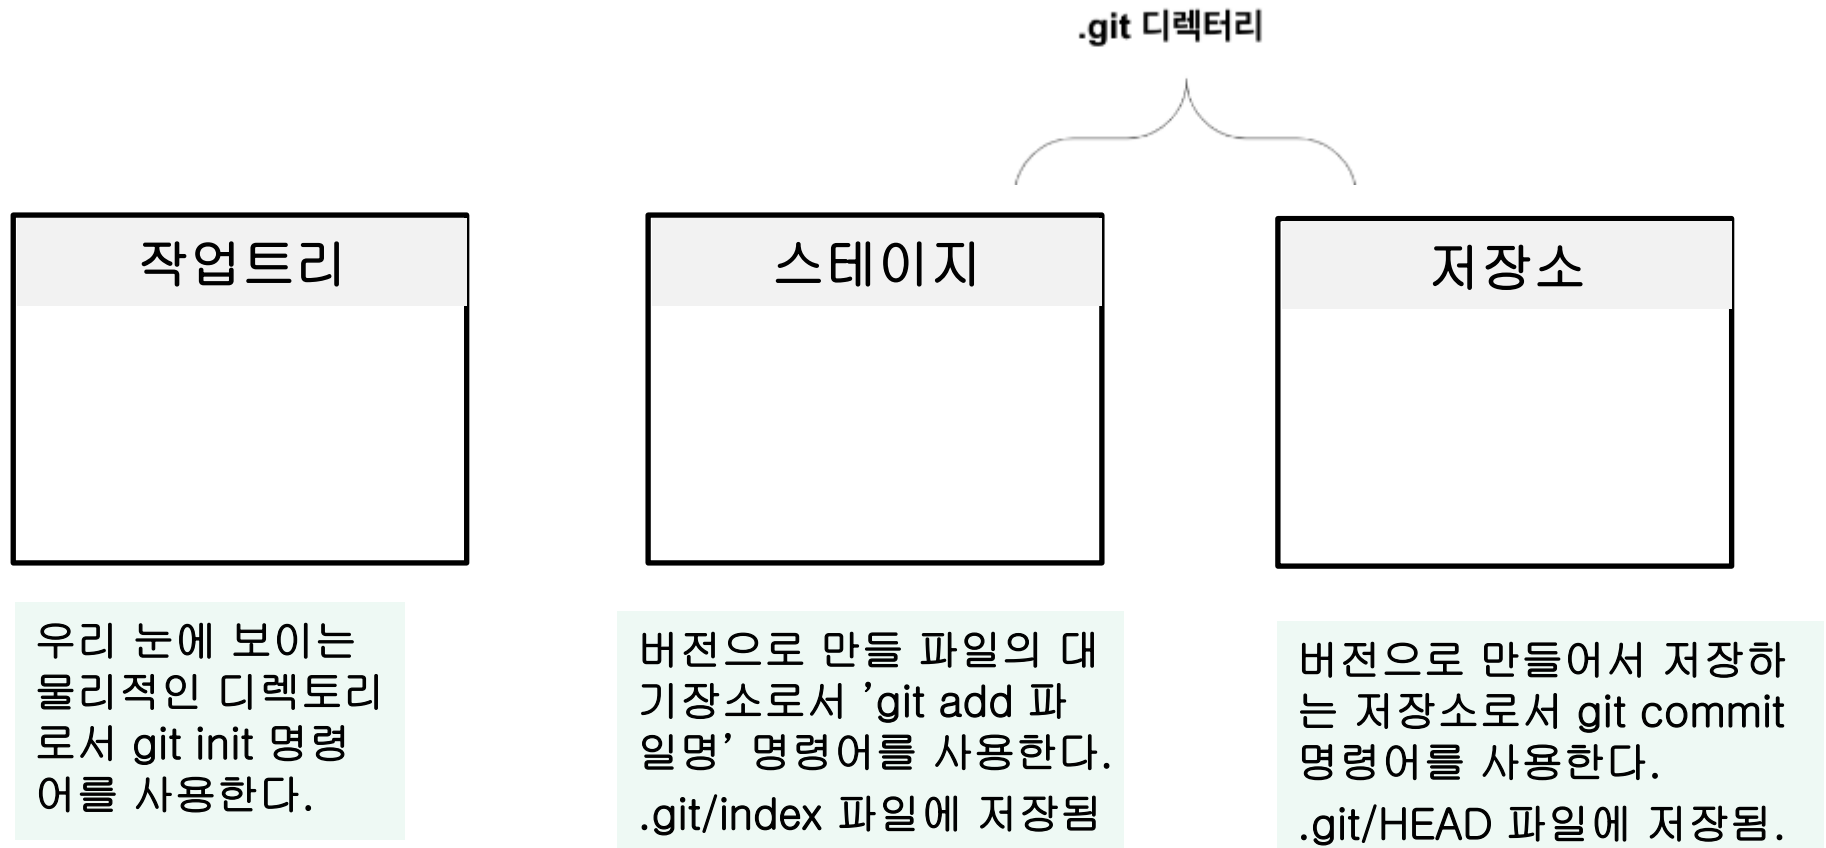 .git 디렉터리
작업트리
스테이지
저장소
우리 눈에 보이는
물리적인 디렉토리
로서 git init 명령
어를 사용한다.
버전으로 만들 파일의 대
기장소로서 ’git add 파
일명’ 명령어를 사용한다.
.git/index 파일에 저장됨
버전으로 만들어서 저장하
는 저장소로서 git commit
명령어를 사용한다.
.git/HEAD 파일에 저장됨.